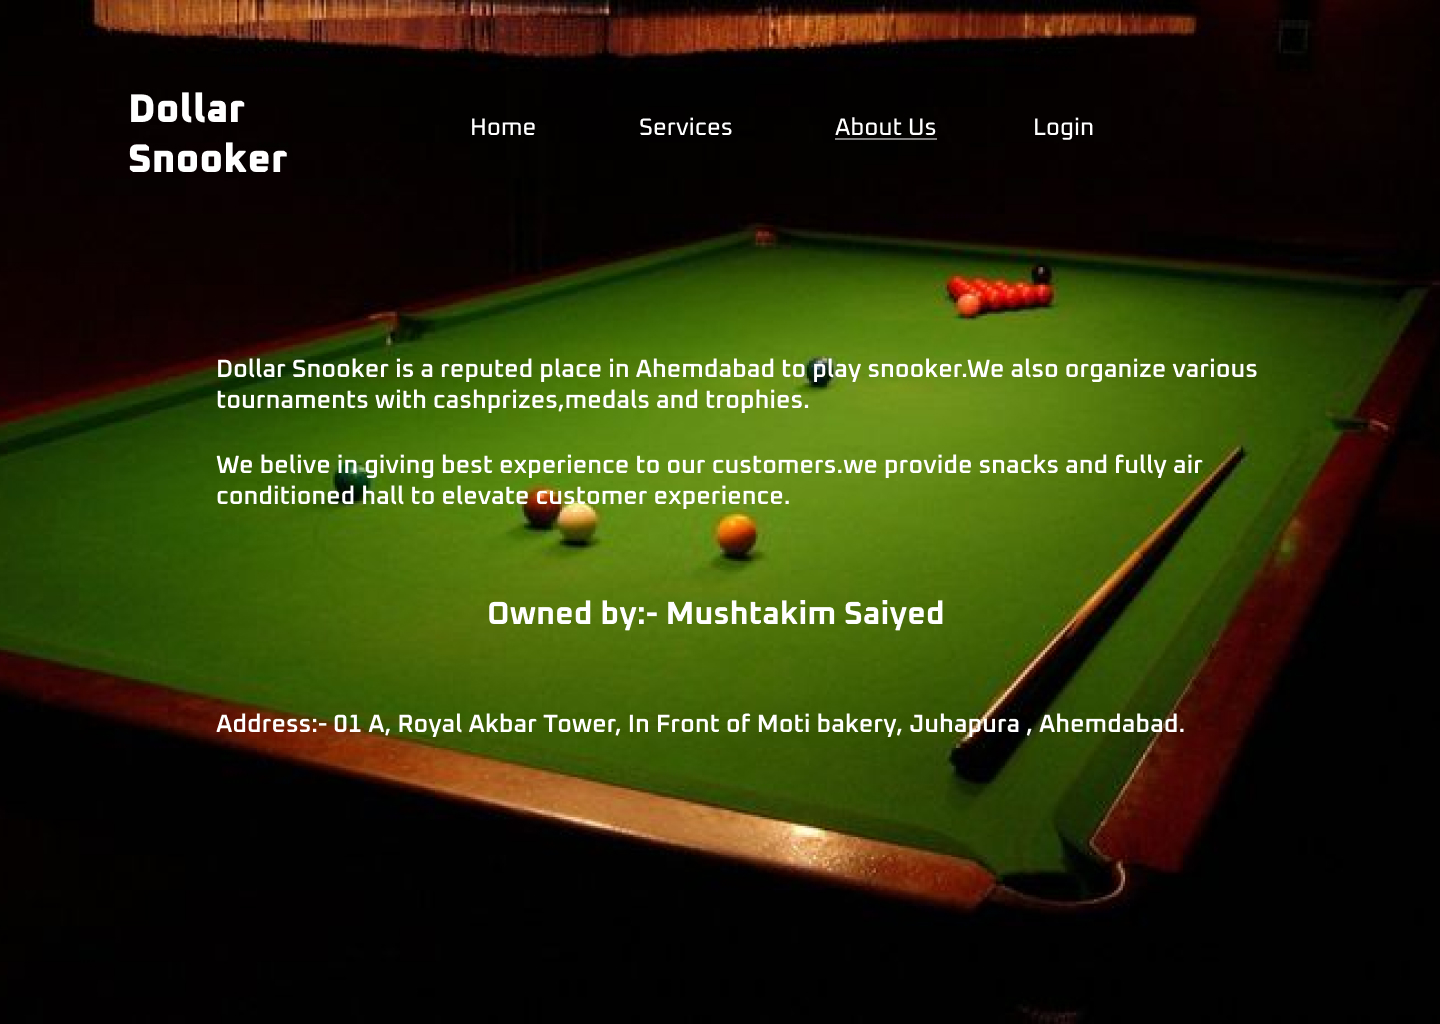 Dollar
Snooker
Home
Services
About Us
Login
Dollar Snooker is a reputed place in Ahemdabad to play snooker.We also organize various
tournaments with cashprizes,medals and trophies.
We belive in giving best experience to our customers.we provide snacks and fully air
conditioned hall to elevate customer experience.
Owned by:- Mushtakim Saiyed
Address:- 01 A, Royal Akbar Tower, In Front of Moti bakery, Juhapura , Ahemdabad.